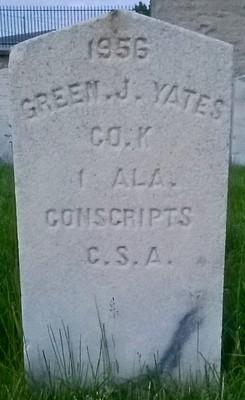 1956
GREEN. J. YATES
CO. K
1 ALA.
CONSCRIPTS
C. S. A.